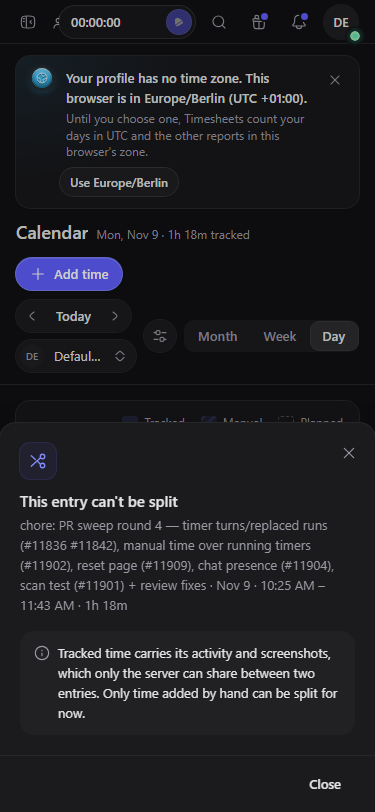 00:00:00
DE
Your profile has no time zone. This
browser is in Europe/Berlin (UTC +01:00).
Until you choose one, Timesheets count your
days in UTC and the other reports in this
browser's zone.
Use Europe/Berlin
Calendar Mon, Nov 9 · 1h 18m tracked
+ Add time
Today
Month Week Day
DE Defaul...
Tracked Manual Planned
This entry can't be split
chore: PR sweep round 4 — timer turns/replaced runs
(#11836 #11842), manual time over running timers
(#11902), reset page (#11909), chat presence (#11904),
scan test (#11901) + review fixes · Nov 9 · 10:25 AM –
11:43 AM · 1h 18m
Tracked time carries its activity and screenshots,
which only the server can share between two
entries. Only time added by hand can be split for
now.
Close